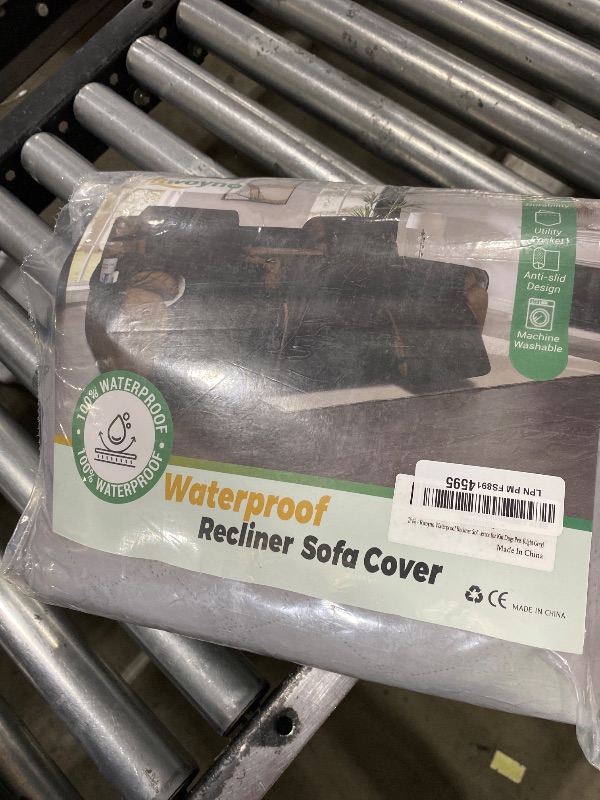 Utility
Anti-slid
Design
Machine
Washable
100% WATERPROOF
100% WATERPROOF
Waterproof
Recliner Sofa Cover
LPN PM FS8914595
Made In China
CE MADE IN CHINA